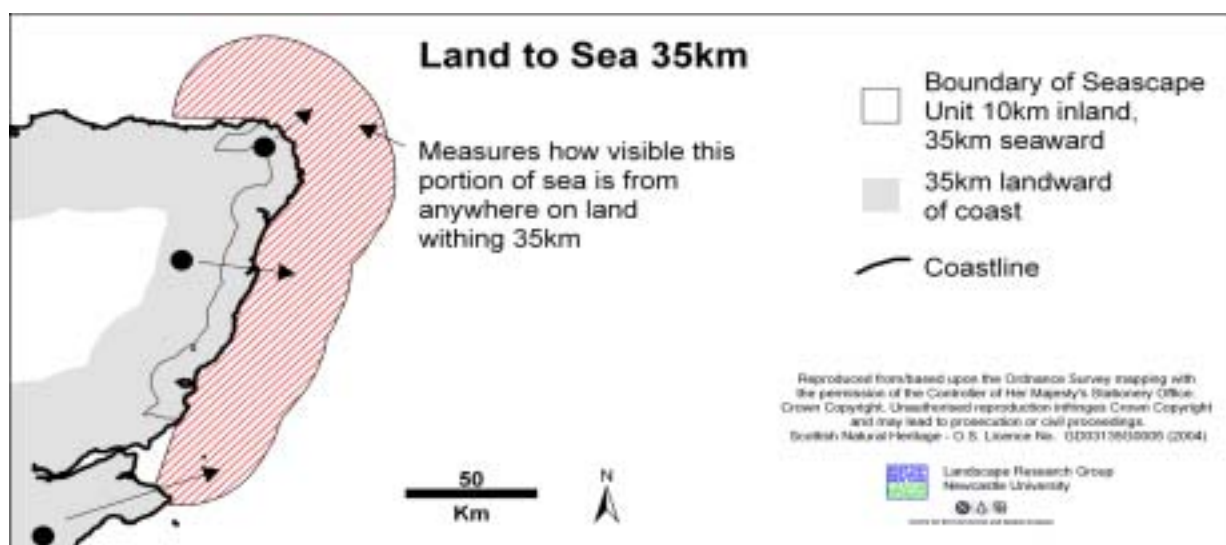 Land to Sea 35km
Measures how visible this
portion of sea is from
anywhere on land
withing 35km
Boundary of Seascape
Unit 10km inland,
35km seaward
35km landward
of coast
Coastline
50
Km
N
Reproduced from/based upon the Ordnance Survey mapping with
the permission of the Controller of Her Majesty's Stationery Office.
Crown Copyright. Unauthorised reproduction infringes Crown Copyright
and may lead to prosecution or civil proceedings.
Scottish Natural Heritage - O.S. Licence No. (2004)
Landscape Research Group
Newcastle University